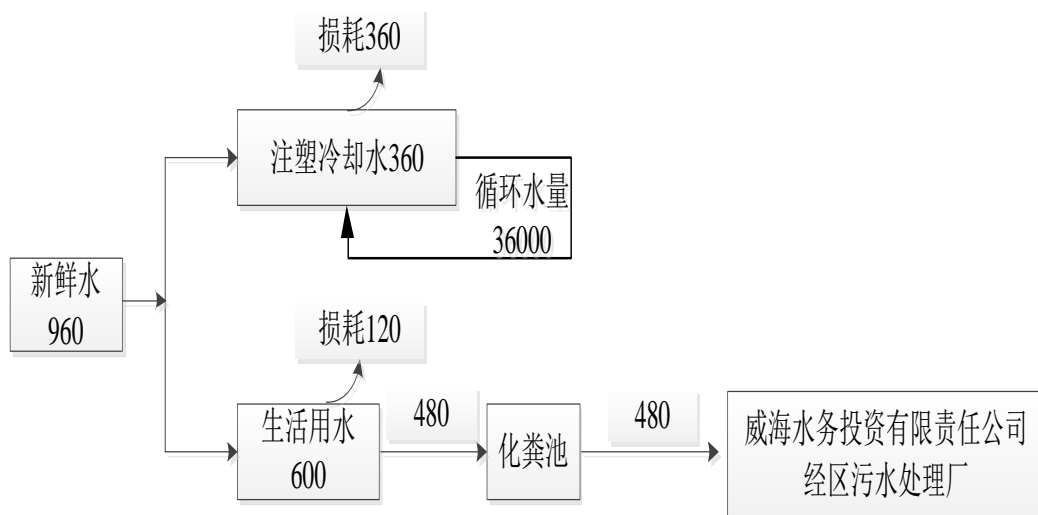 损耗360
注塑冷却水360
循环水量
36000
新鲜水
960
损耗120
生活用水
600
480
化粪池
480
威海水务投资有限责任公司
经区污水处理厂